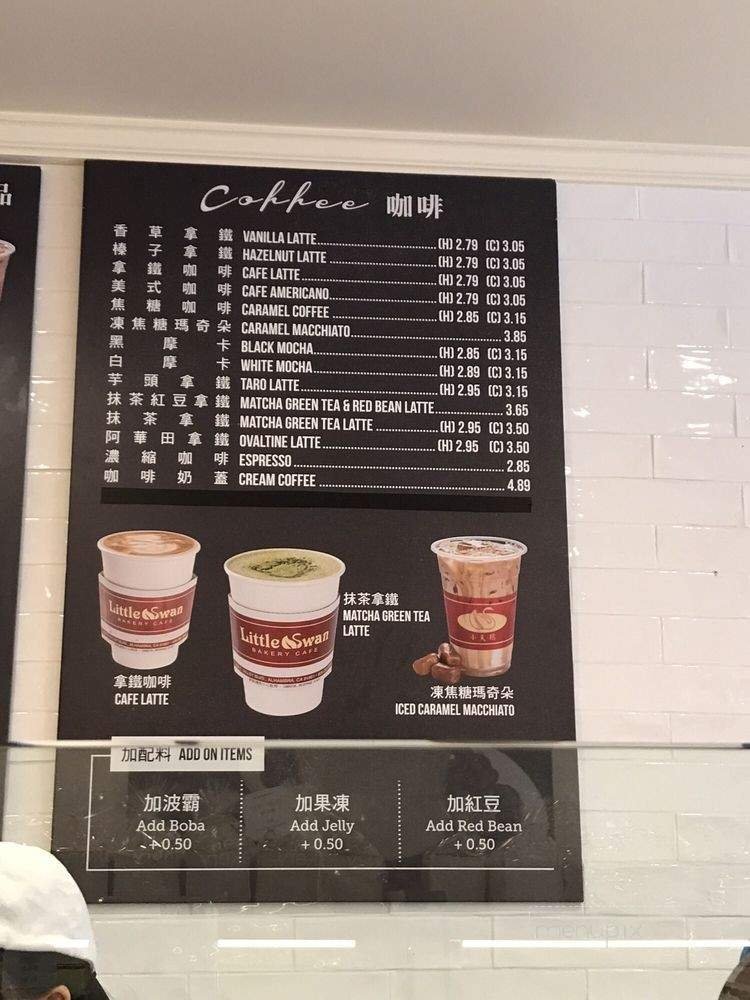 品
Coffee 咖啡
香草拿鐵 VANILLA LATTE (H) 2.79 (C) 3.05
榛子拿鐵 HAZELNUT LATTE (H) 2.79 (C) 3.05
拿鐵咖啡 CAFE LATTE (H) 2.79 (C) 3.05
美式咖啡 CAFE AMERICANO (H) 2.79 (C) 3.05
焦糖咖啡 CARAMEL COFFEE (H) 2.85 (C) 3.15
凍焦糖瑪奇朵 CARAMEL MACCHIATO 3.85
黑摩卡 BLACK MOCHA (H) 2.85 (C) 3.15
白摩卡 WHITE MOCHA (H) 2.89 (C) 3.15
芋頭拿鐵 TARO LATTE (H) 2.95 (C) 3.15
抹茶紅豆拿鐵 MATCHA GREEN TEA & RED BEAN LATTE 3.65
抹茶拿鐵 MATCHA GREEN TEA LATTE (H) 2.95 (C) 3.50
阿華田拿鐵 OVALTINE LATTE (H) 2.95 (C) 3.50
濃縮咖啡 ESPRESSO 2.85
咖啡奶蓋 CREAM COFFEE 4.89
Little Swan
BAKERY CAFE
Little Swan
BAKERY CAFE
小天鵝
抹茶拿鐵
MATCHA GREEN TEA
LATTE
拿鐵咖啡
CAFE LATTE
凍焦糖瑪奇朵
ICED CARAMEL MACCHIATO
加配料 ADD ON ITEMS
加波霸
Add Boba
+ 0.50
加果凍
Add Jelly
+ 0.50
加紅豆
Add Red Bean
+ 0.50
menupix